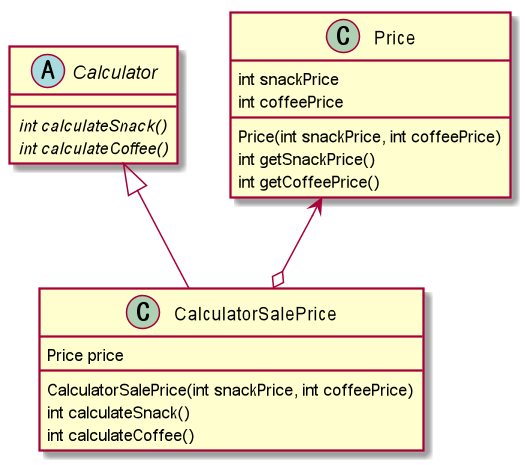 A Calculator
int calculateSnack()
int calculateCoffee()
C Price
int snackPrice
int coffeePrice
Price(int snackPrice, int coffeePrice)
int getSnackPrice()
int getCoffeePrice()
C CalculatorSalePrice
Price price
CalculatorSalePrice(int snackPrice, int coffeePrice)
int calculateSnack()
int calculateCoffee()